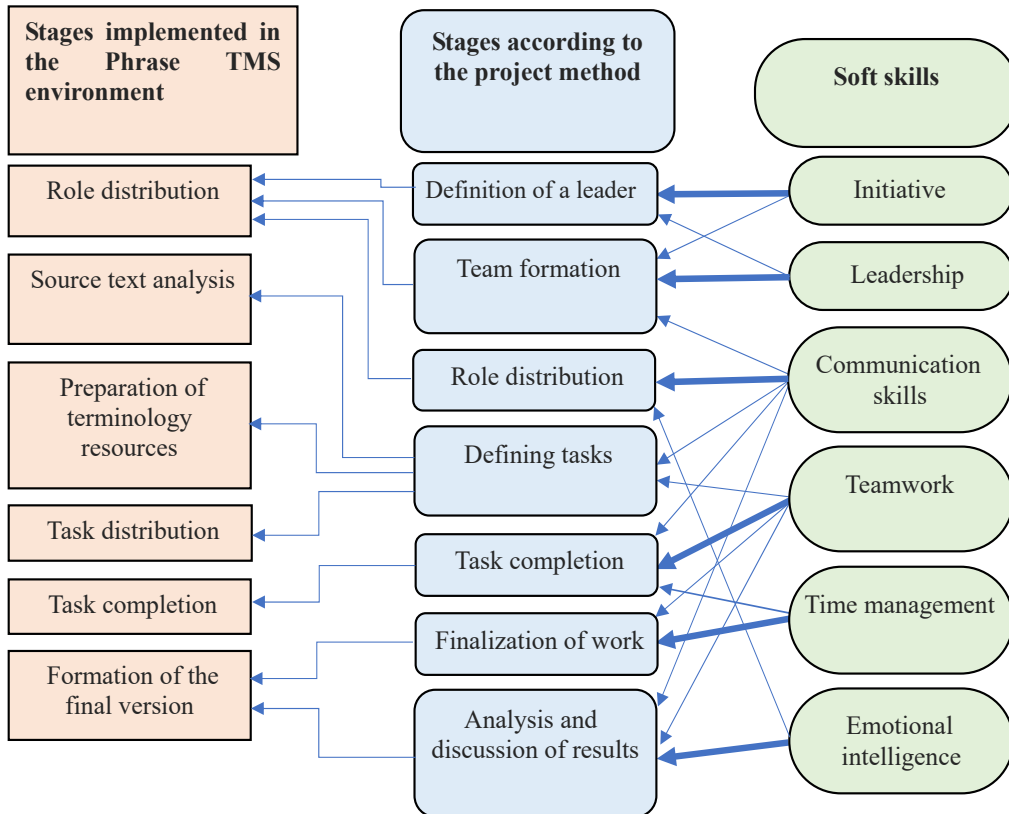 Stages implemented in
the Phrase TMS
environment
Stages according to
the project method
Soft skills
Role distribution
Source text analysis
Preparation of
terminology
resources
Task distribution
Task completion
Formation of the
final version
Definition of a leader
Team formation
Role distribution
Defining tasks
Task completion
Finalization of work
Analysis and
discussion of results
Initiative
Leadership
Communication
skills
Teamwork
Time management
Emotional
intelligence